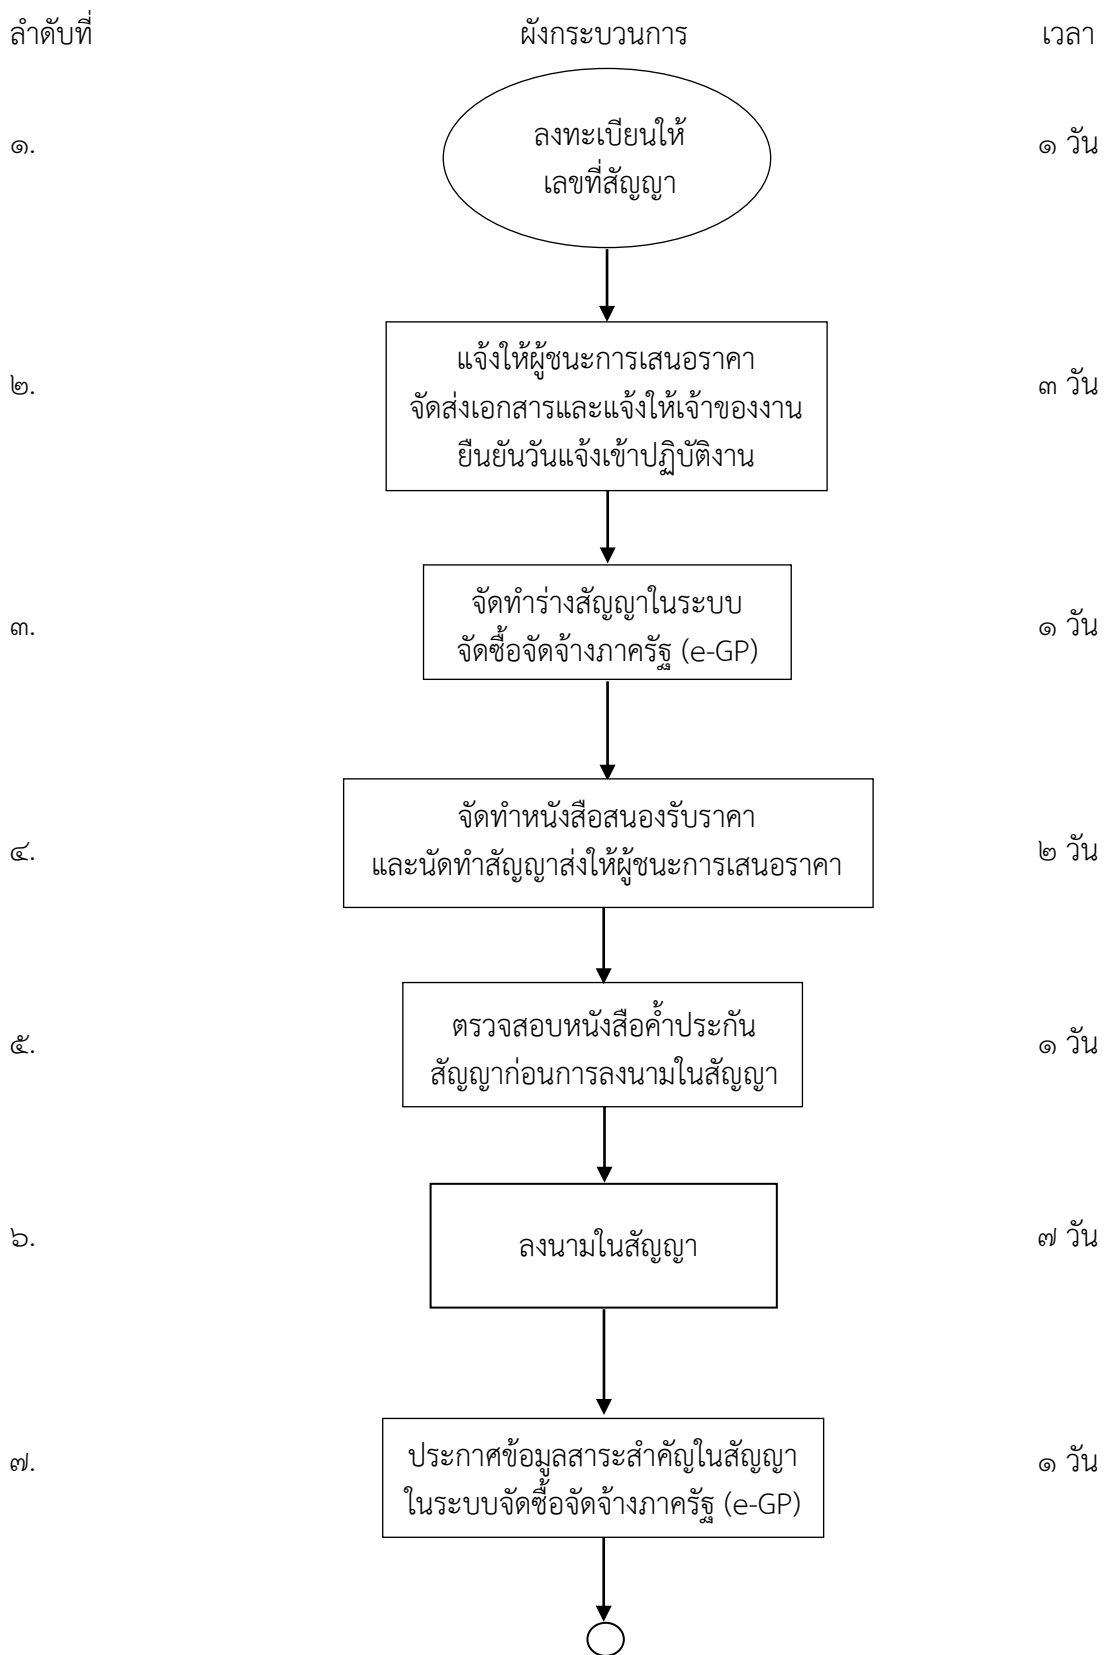 ลำดับที่ ผังกระบวนการ เวลา
ลงทะเบียนให้
๑. ๑ วัน
เลขที่สัญญา
แจ้งให้ผู้ชนะการเสนอราคา
๒. ๓ วัน
จัดส่งเอกสารและแจ้งให้เจ้าของงาน
ยืนยันวันแจ้งเข้าปฏิบัติงาน
จัดทำร่างสัญญาในระบบ
๓. ๑ วัน
จัดซื้อจัดจ้างภาครัฐ (e-GP)
จัดทำหนังสือสนองรับราคา
๔. ๒ วัน
และนัดทำสัญญาส่งให้ผู้ชนะการเสนอราคา
ตรวจสอบหนังสือค้ำประกัน
๕. ๑ วัน
สัญญาก่อนการลงนามในสัญญา
๖. ลงนามในสัญญา ๗ วัน
ประกาศข้อมูลสาระสำคัญในสัญญา
๗. ๑ วัน
ในระบบจัดซื้อจัดจ้างภาครัฐ (e-GP)